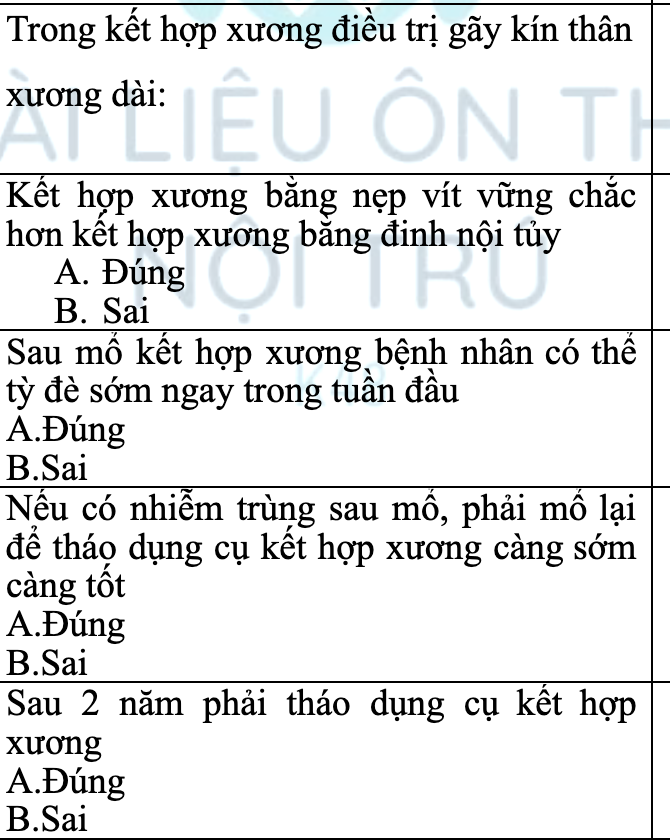 Trong kết hợp xương điều trị gãy kín thân
xương dài:
ÀI LIỆU ÔN TH
Kết hợp xương bằng nẹp vít vững chắc
hơn kết hợp xương bằng đinh nội tủy
NỘI TRÚ
A. Đúng
B. Sai
Sau mổ kết hợp xương bệnh nhân có thể
tỳ đè sớm ngay trong tuần đầu
A.Đúng
B.Sai
Nếu có nhiễm trùng sau mổ, phải mổ lại
để tháo dụng cụ kết hợp xương càng sớm
càng tốt
A.Đúng
B.Sai
Sau 2 năm phải tháo dụng cụ kết hợp
xương
A.Đúng
B.Sai